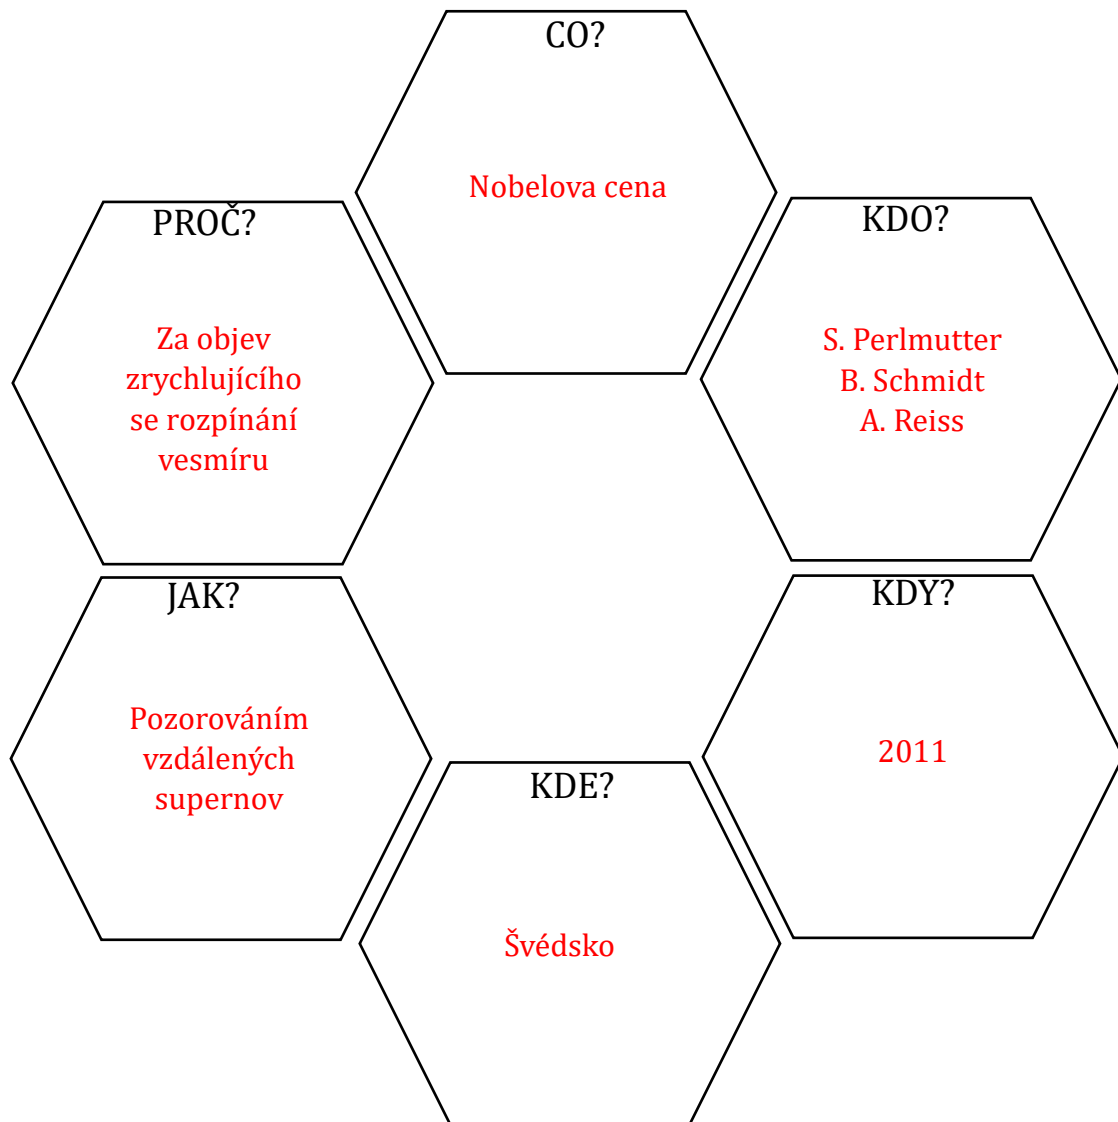 CO?
Nobelova cena
PROČ?
Za objev
zrychlujícího
se rozpínání
vesmíru
KDO?
S. Perlmutter
B. Schmidt
A. Reiss
JAK?
Pozorováním
vzdálených
supernov
KDY?
2011
KDE?
Švédsko